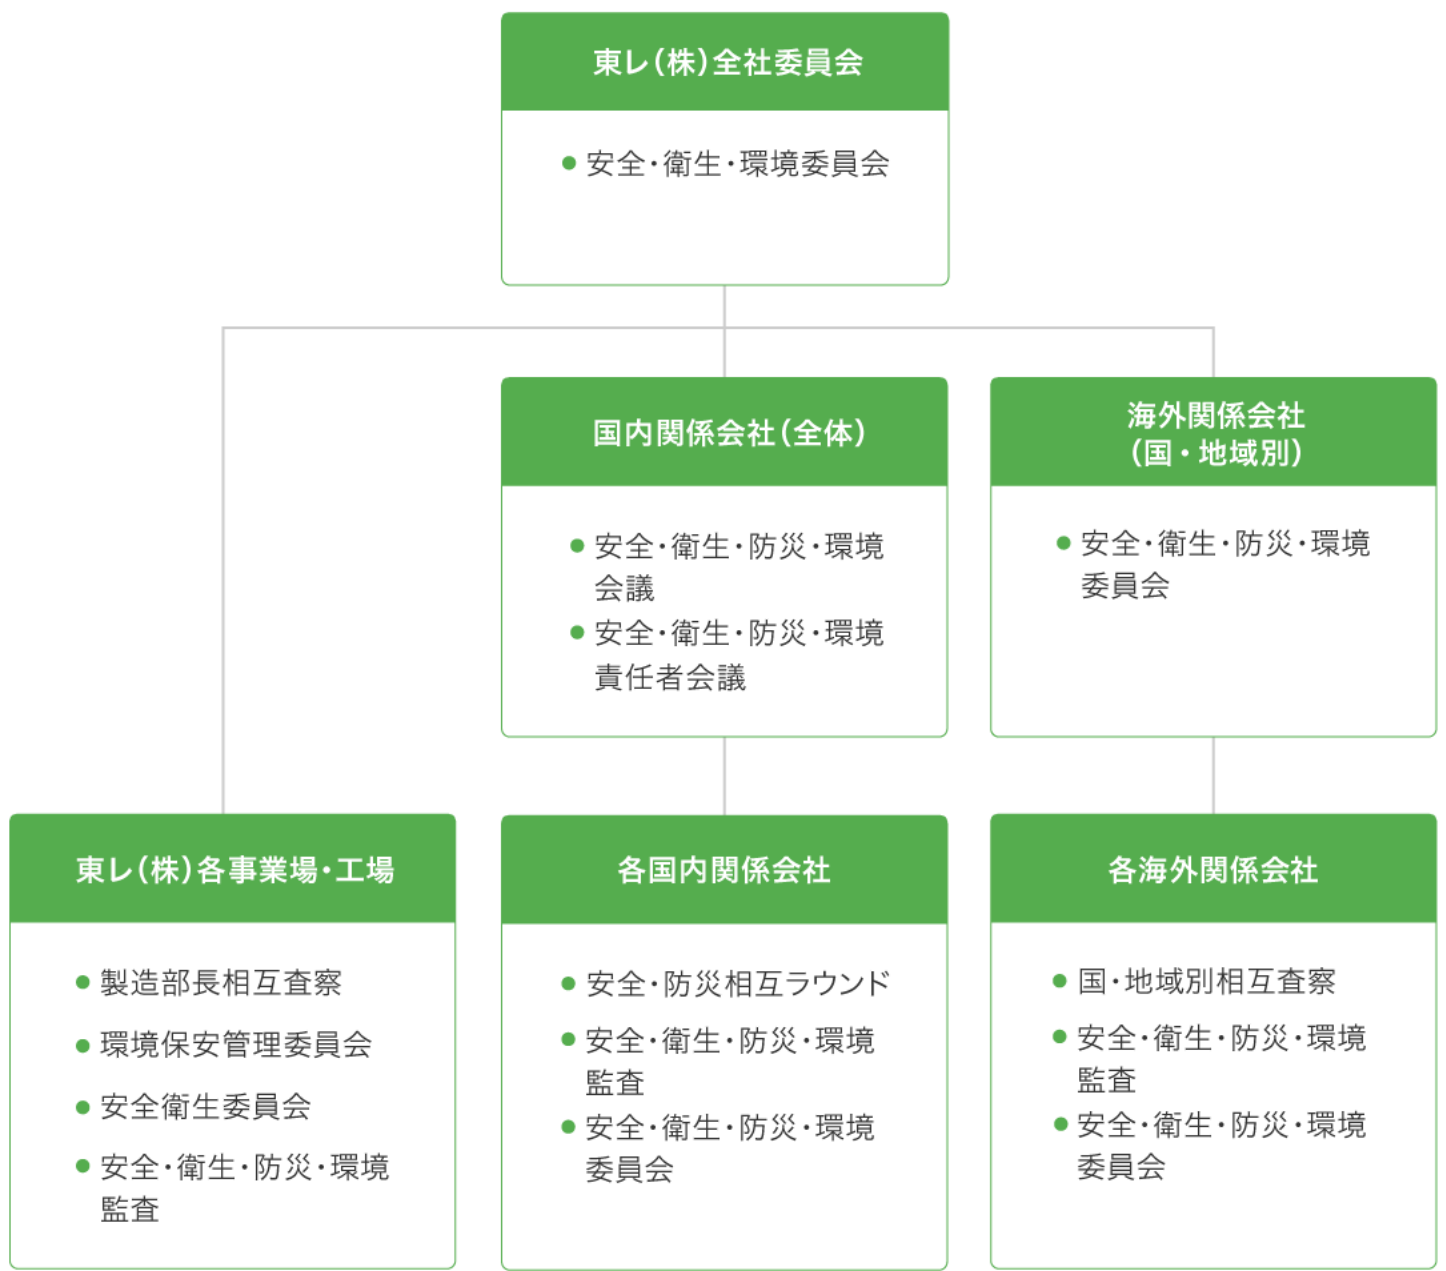 東レ（株）全社委員会
安全・衛生・環境委員会
国内関係会社（全体）
安全・衛生・防災・環境
会議
安全・衛生・防災・環境
責任者会議
海外関係会社
（国・地域別）
安全・衛生・防災・環境
委員会
東レ（株）各事業場・工場
製造部長相互査察
環境保安管理委員会
安全衛生委員会
安全・衛生・防災・環境
監査
各国内関係会社
安全・防災相互ラウンド
安全・衛生・防災・環境
監査
安全・衛生・防災・環境
委員会
各海外関係会社
国・地域別相互査察
安全・衛生・防災・環境
監査
安全・衛生・防災・環境
委員会